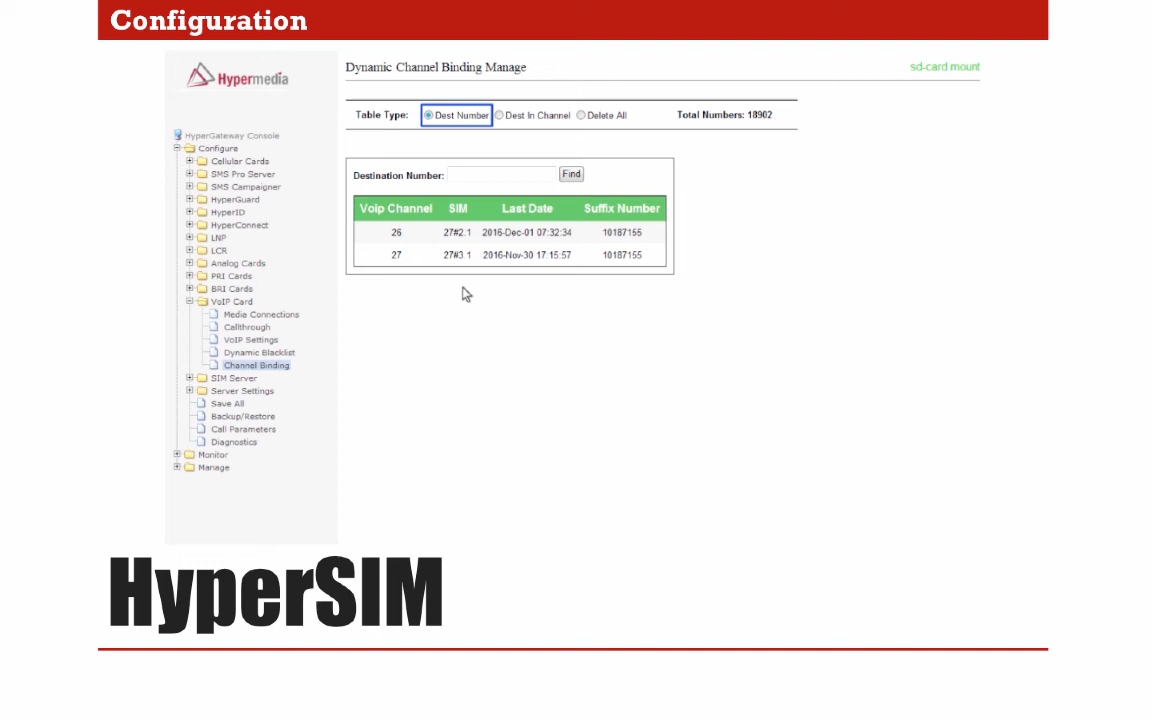 Configuration
Hypermedia
HyperGateway Console
Configure
Cellular Cards
SMS Pro Server
SMS Campaigner
HyperGuard
HyperID
HyperConnect
LNP
LCR
Analog Cards
PRI Cards
BRI Cards
VoIP Card
Media Connections
Callthrough
VoIP Settings
Dynamic Blacklist
Channel Binding
SIM Server
Server Settings
Save All
Backup/Restore
Call Parameters
Diagnostics
Monitor
Manage
Dynamic Channel Binding Manage sd-card mount
Table Type: Dest Number Dest In Channel Delete All Total Numbers: 18902
Destination Number: Find
Voip Channel SIM Last Date Suffix Number
26 27#2.1 2016-Dec-01 07:32:34 10187155
27 27#3.1 2016-Nov-30 17:15:57 10187155
HyperSIM